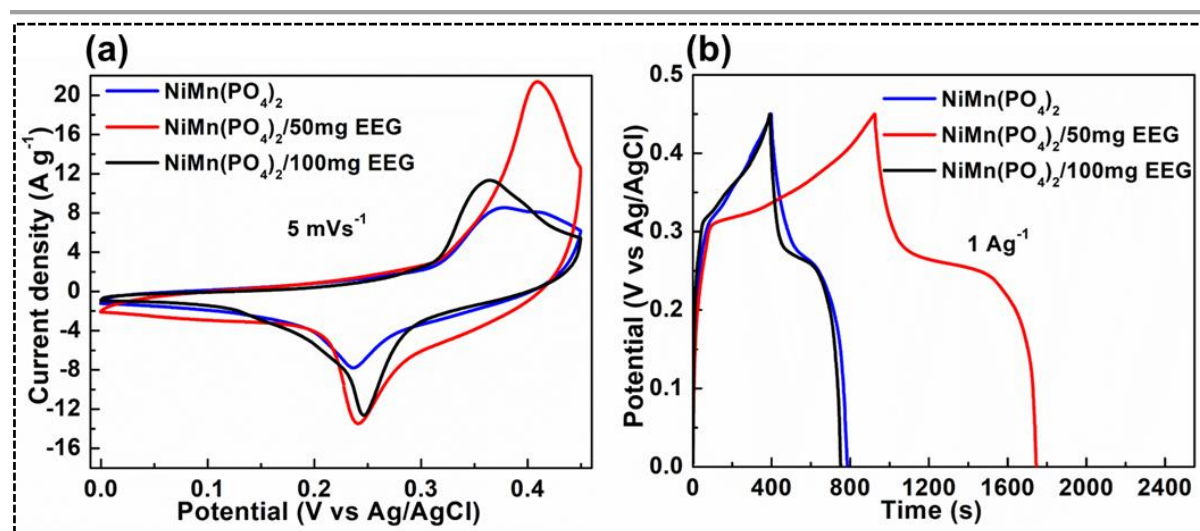 (a)
NiMn(PO₄)₂
NiMn(PO₄)₂/50mg EEG
NiMn(PO₄)₂/100mg EEG
5 mVs⁻¹
Current density (A g⁻¹)
20
16
12
8
4
0
-4
-8
-12
-16
0.0 0.1 0.2 0.3 0.4
Potential (V vs Ag/AgCl)
(b)
NiMn(PO₄)₂
NiMn(PO₄)₂/50mg EEG
NiMn(PO₄)₂/100mg EEG
1 Ag⁻¹
Potential (V vs Ag/AgCl)
0.5
0.4
0.3
0.2
0.1
0.0
0 400 800 1200 1600 2000 2400
Time (s)